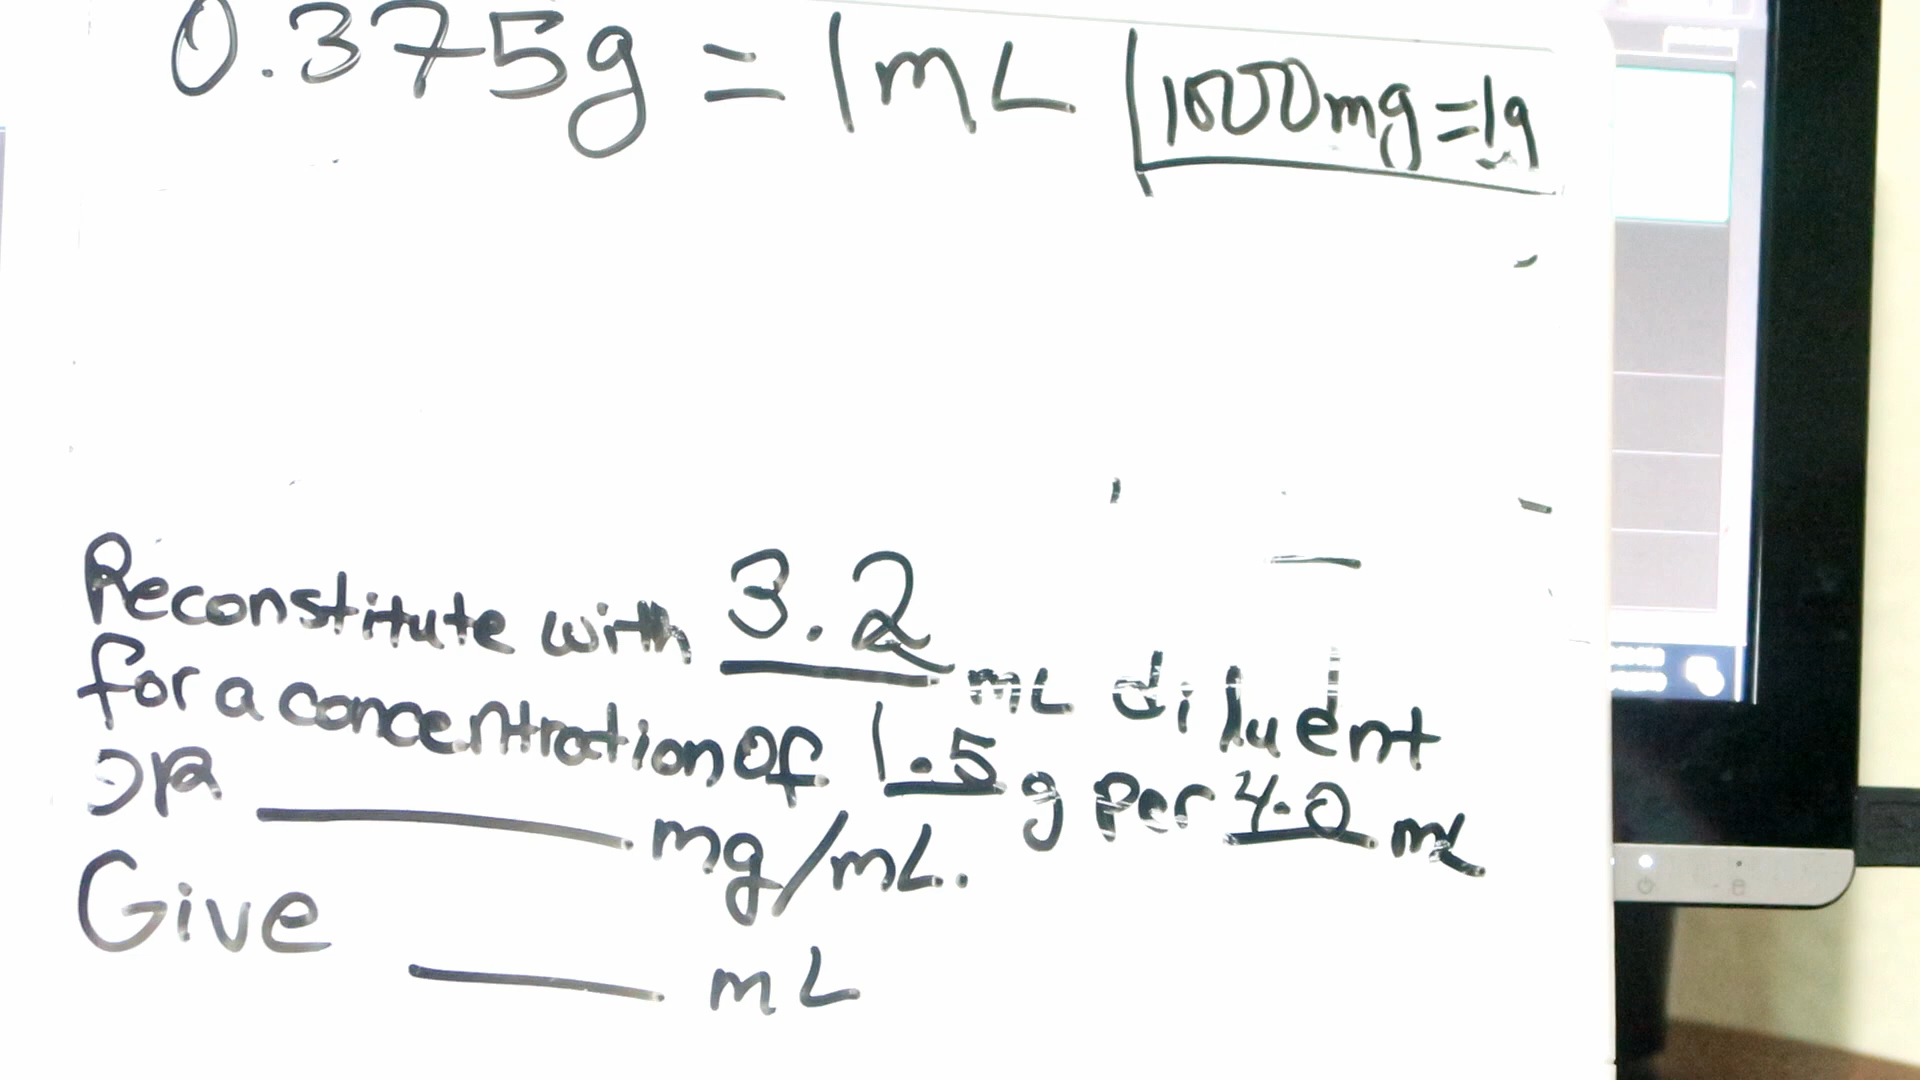 0.375g = 1mL
1000mg=1g
Reconstitute with 3.2 mL diluent
for a concentration of 1.5 g per 4.0 mL
OR ______ mg/mL.
Give ____ mL